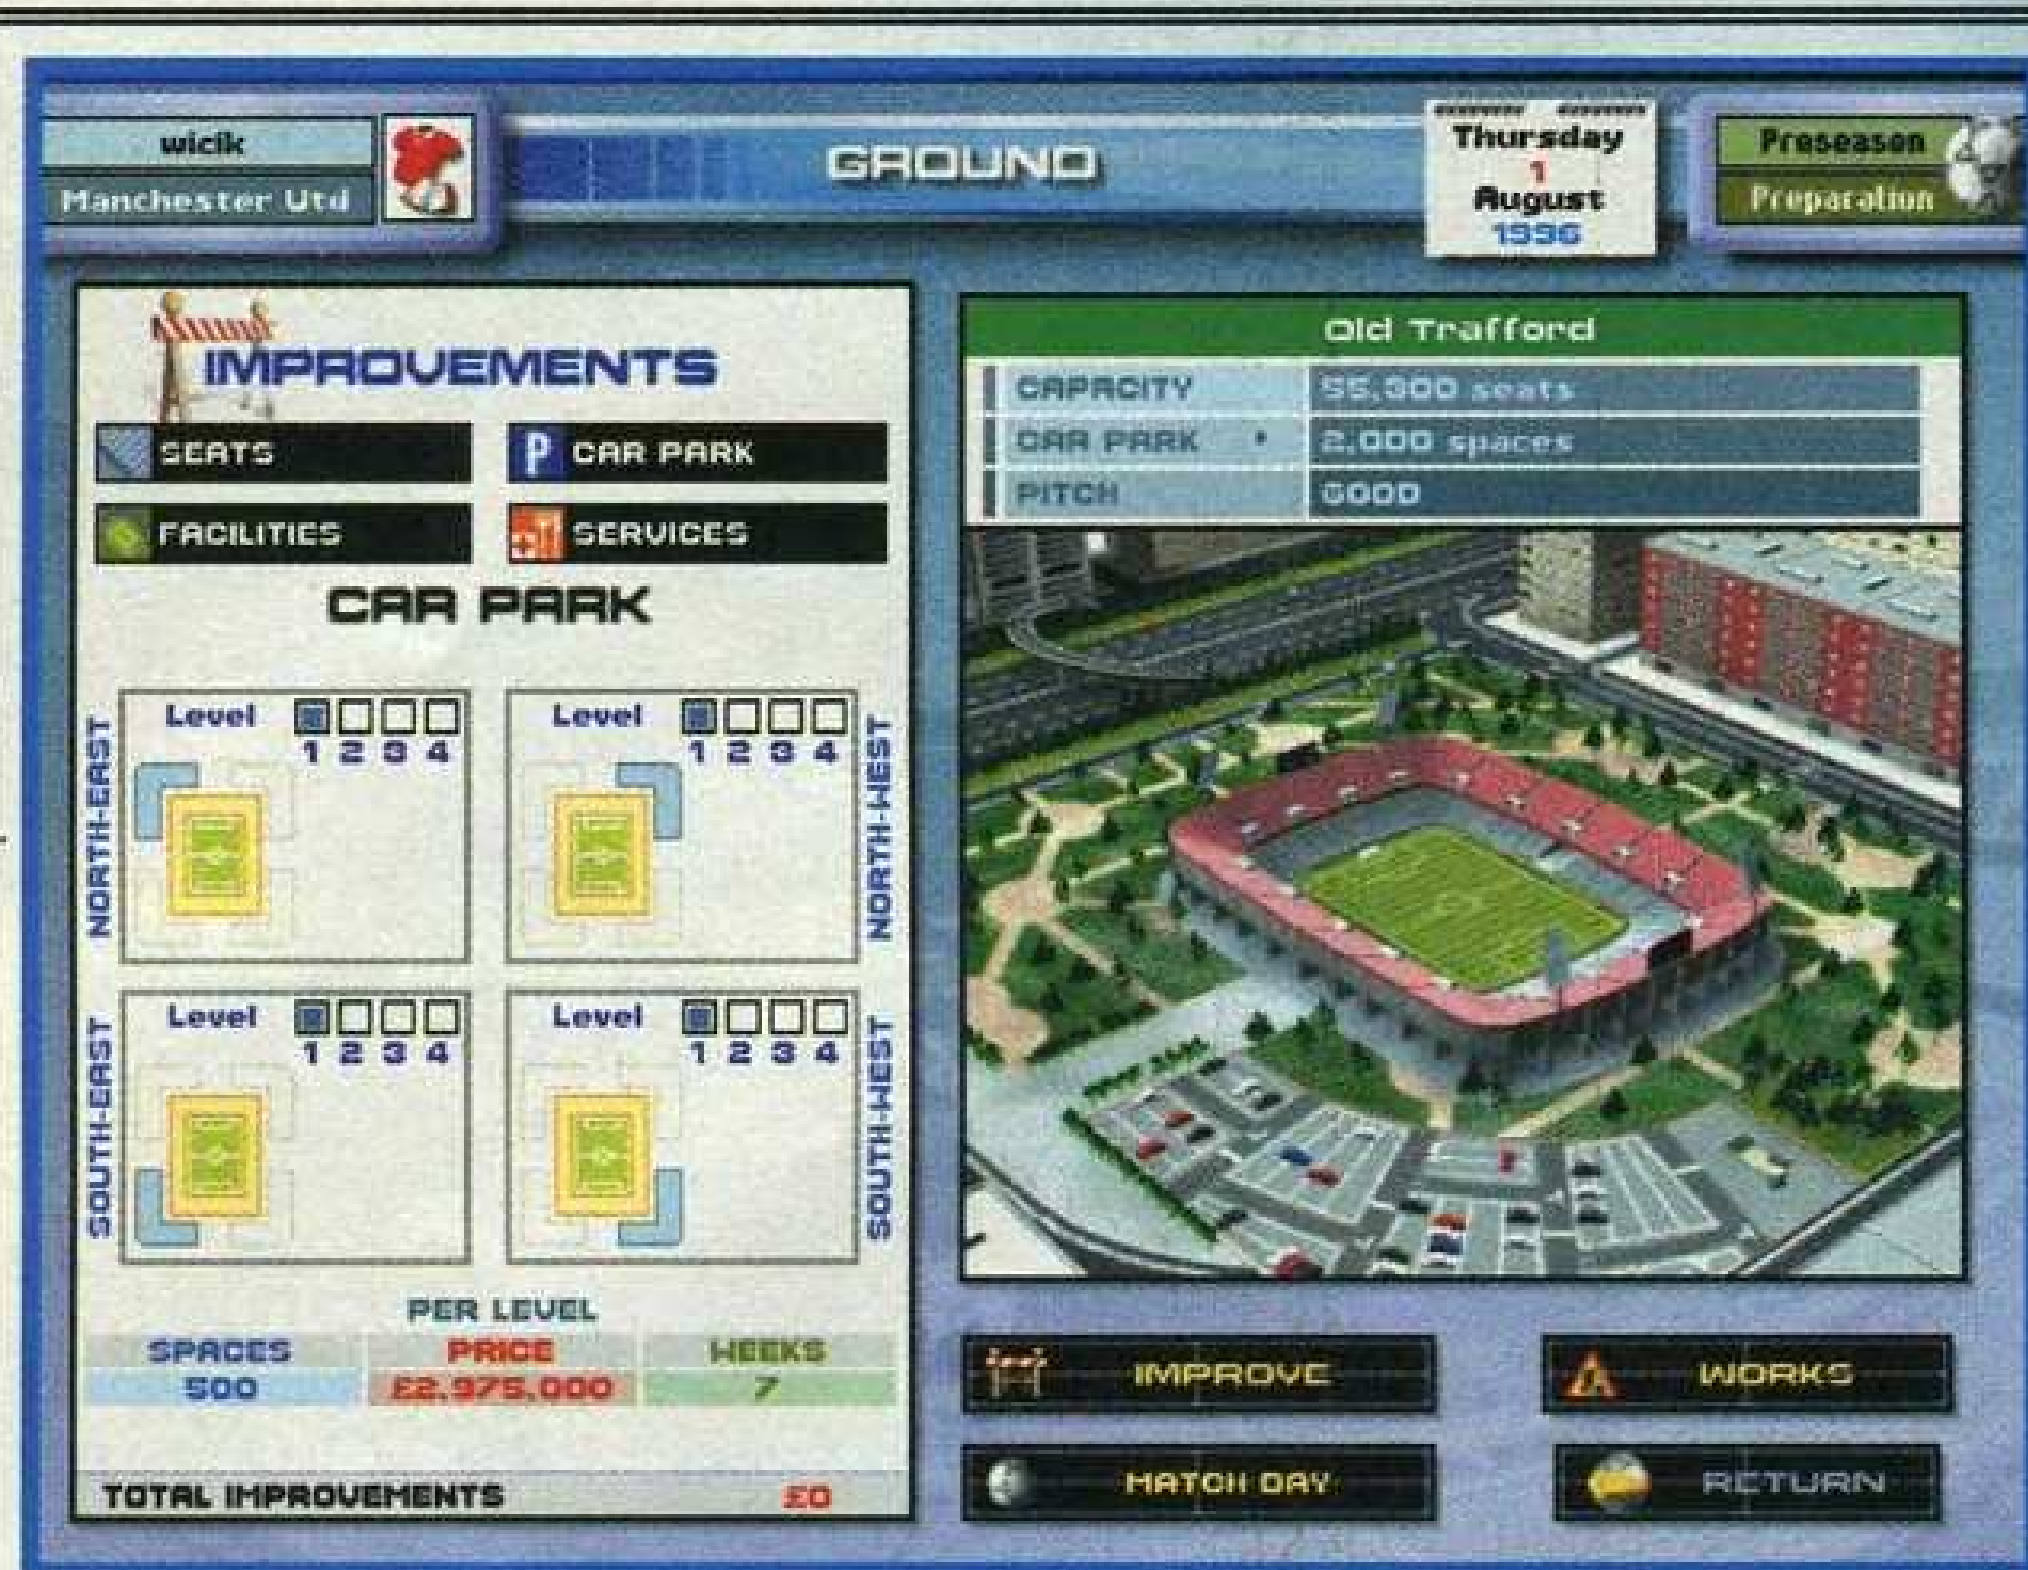 wicik
Manchester Utd
GROUND
Thursday
1
August
1996
Preseason
Preparation
IMPROVEMENTS
SEATS
P CAR PARK
FACILITIES
SERVICES
CAR PARK
NORTH-EAST
Level
1 2 3 4
Level
1 2 3 4
NORTH-WEST
SOUTH-EAST
Level
1 2 3 4
Level
1 2 3 4
SOUTH-WEST
PER LEVEL
SPACES PRICE WEEKS
500 £2.975.000 7
TOTAL IMPROVEMENTS £0
Old Trafford
CAPACITY 55,300 seats
CAR PARK 2,000 spaces
PITCH GOOD
IMPROVE
WORKS
MATCH DAY
RETURN